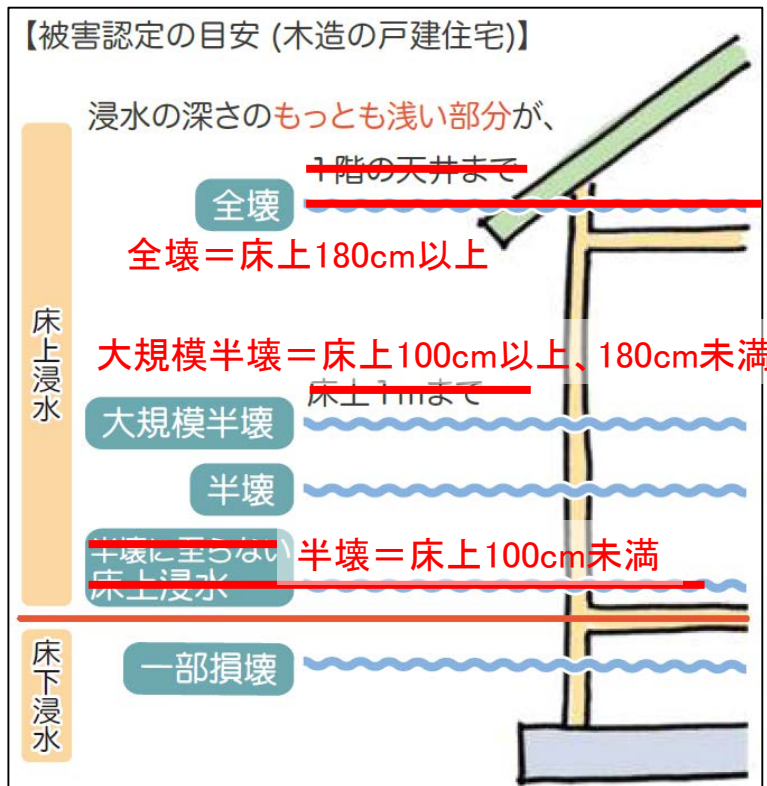 【被害認定の目安 (木造の戸建住宅)】
浸水の深さのもっとも浅い部分が、
1階の天井まで
全壊
全壊＝床上180cm以上
床上浸水
大規模半壊＝床上100cm以上、180cm未満
床上1mまで
大規模半壊
半壊
半壊に至らない
床上浸水
半壊＝床上100cm未満
床下浸水
一部損壊